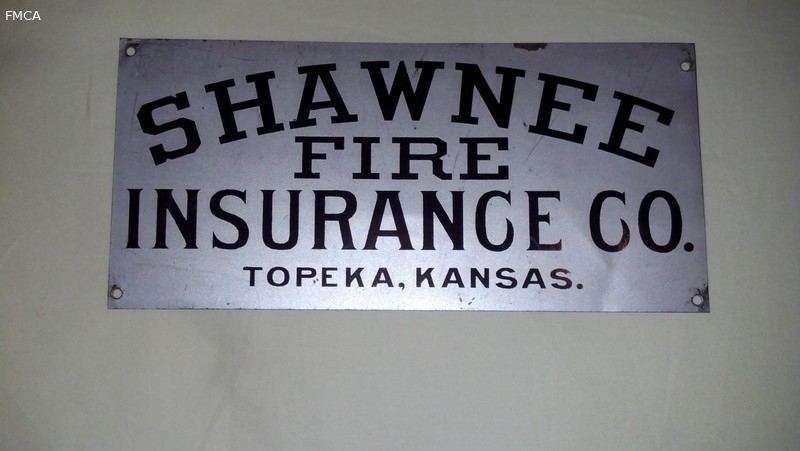 FMCA
SHAWNEE
FIRE
INSURANCE CO.
TOPEKA, KANSAS.